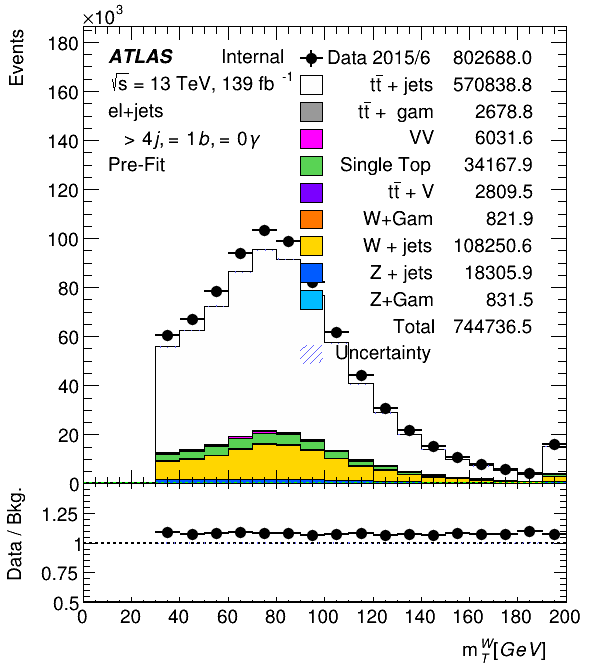 ×10³
Events
180
160
140
120
100
80
60
40
20
0
ATLAS Internal
√s = 13 TeV, 139 fb⁻¹
el+jets
> 4j, = 1b, = 0γ
Pre-Fit
Data 2015/6 802688.0
tt̄ + jets 570838.8
tt̄ + gam 2678.8
VV 6031.6
Single Top 34167.9
tt̄ + V 2809.5
W+Gam 821.9
W + jets 108250.6
Z + jets 18305.9
Z+Gam 831.5
Total 744736.5
Uncertainty
Data / Bkg.
1.25
1
0.75
0.5
0 20 40 60 80 100 120 140 160 180 200
m_T^W [GeV]